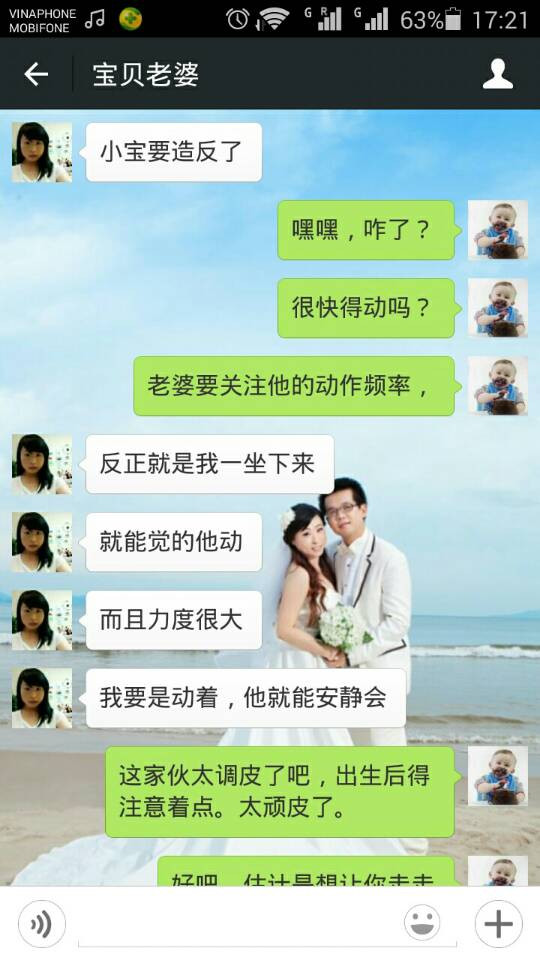 VINAPHONE
MOBIFONE
G R G 63% 17:21
宝贝老婆
小宝要造反了
嘿嘿，咋了？
很快得动吗？
老婆要关注他的动作频率，
反正就是我一坐下来
就能觉的他动
而且力度很大
我要是动着，他就能安静会
这家伙太调皮了吧，出生后得
注意着点。太顽皮了。
好吧，估计是想让你走走